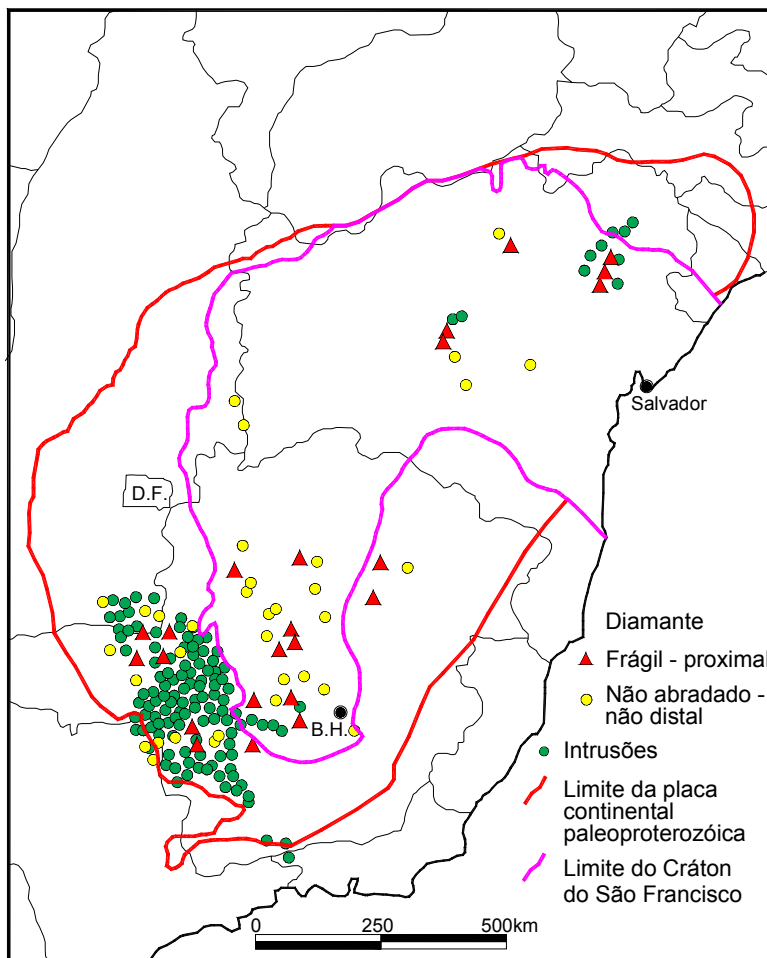 Salvador
D.F.
Diamante
Frágil - proximal
Não abradado -
não distal
B.H.
Intrusões
Limite da placa
continental
paleoproterozóica
Limite do Cráton
do São Francisco
0 250 500km